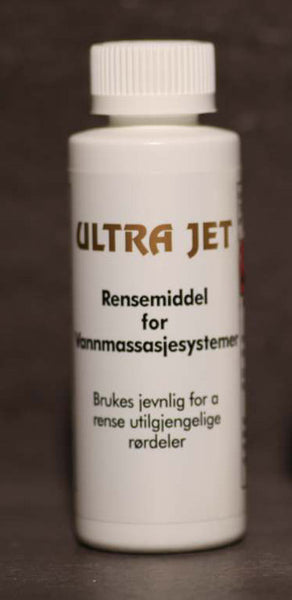 ULTRA JET
Rensemiddel
for
Vannmassasjesystemer
Brukes jevnlig for a
rense utilgjengelige
rørdeler